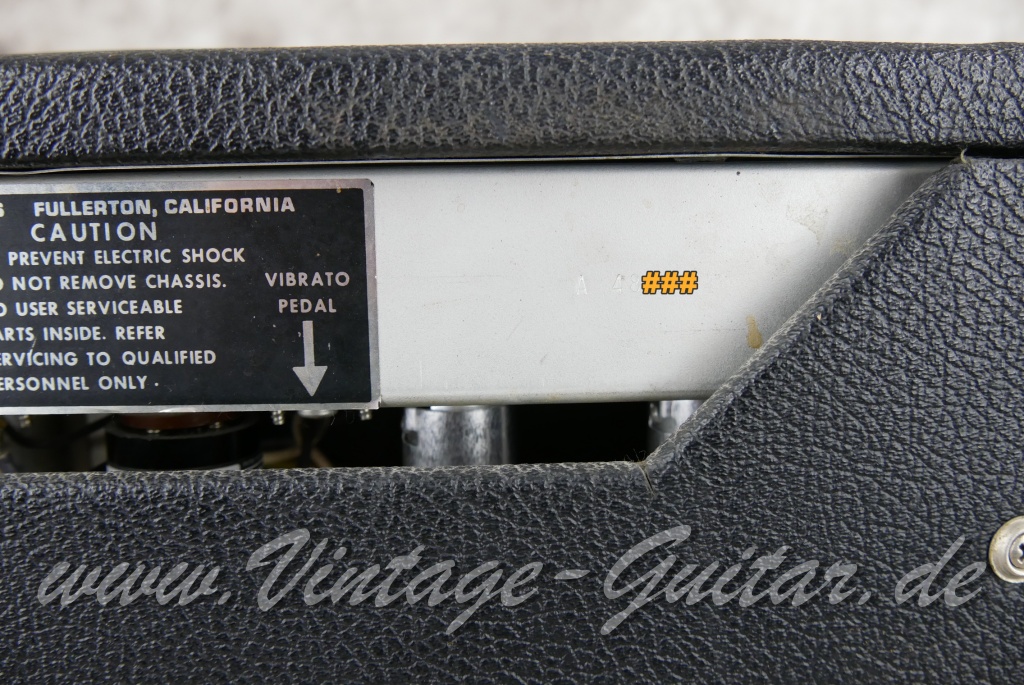 S FULLERTON, CALIFORNIA
CAUTION
PREVENT ELECTRIC SHOCK
O NOT REMOVE CHASSIS.
O USER SERVICEABLE
ARTS INSIDE. REFER
ERVICING TO QUALIFIED
ERSONNEL ONLY.
VIBRATO
PEDAL
A 48###
www.Vintage-Guitar.de